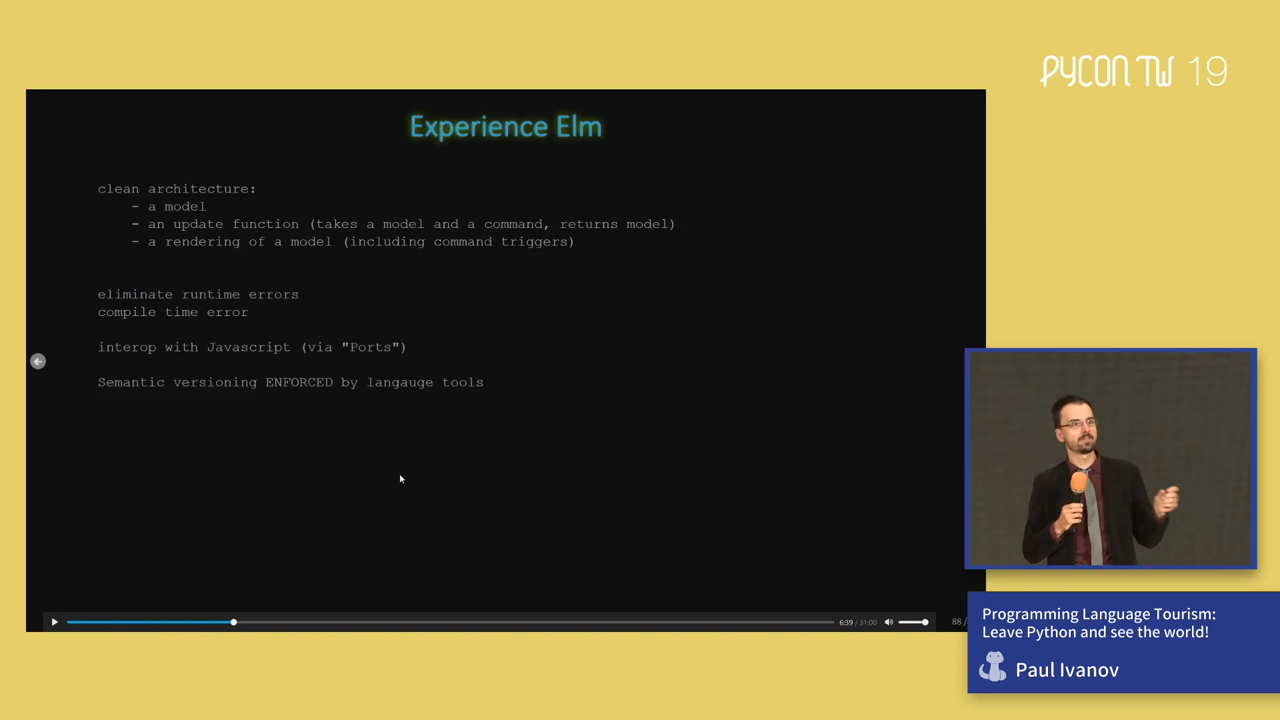 PYCON TW 19
Experience Elm
clean architecture:
- a model
- an update function (takes a model and a command, returns model)
- a rendering of a model (including command triggers)
eliminate runtime errors
compile time error
interop with Javascript (via "Ports")
Semantic versioning ENFORCED by langauge tools
6:39 / 31:00
88/
Programming Language Tourism:
Leave Python and see the world!
Paul Ivanov